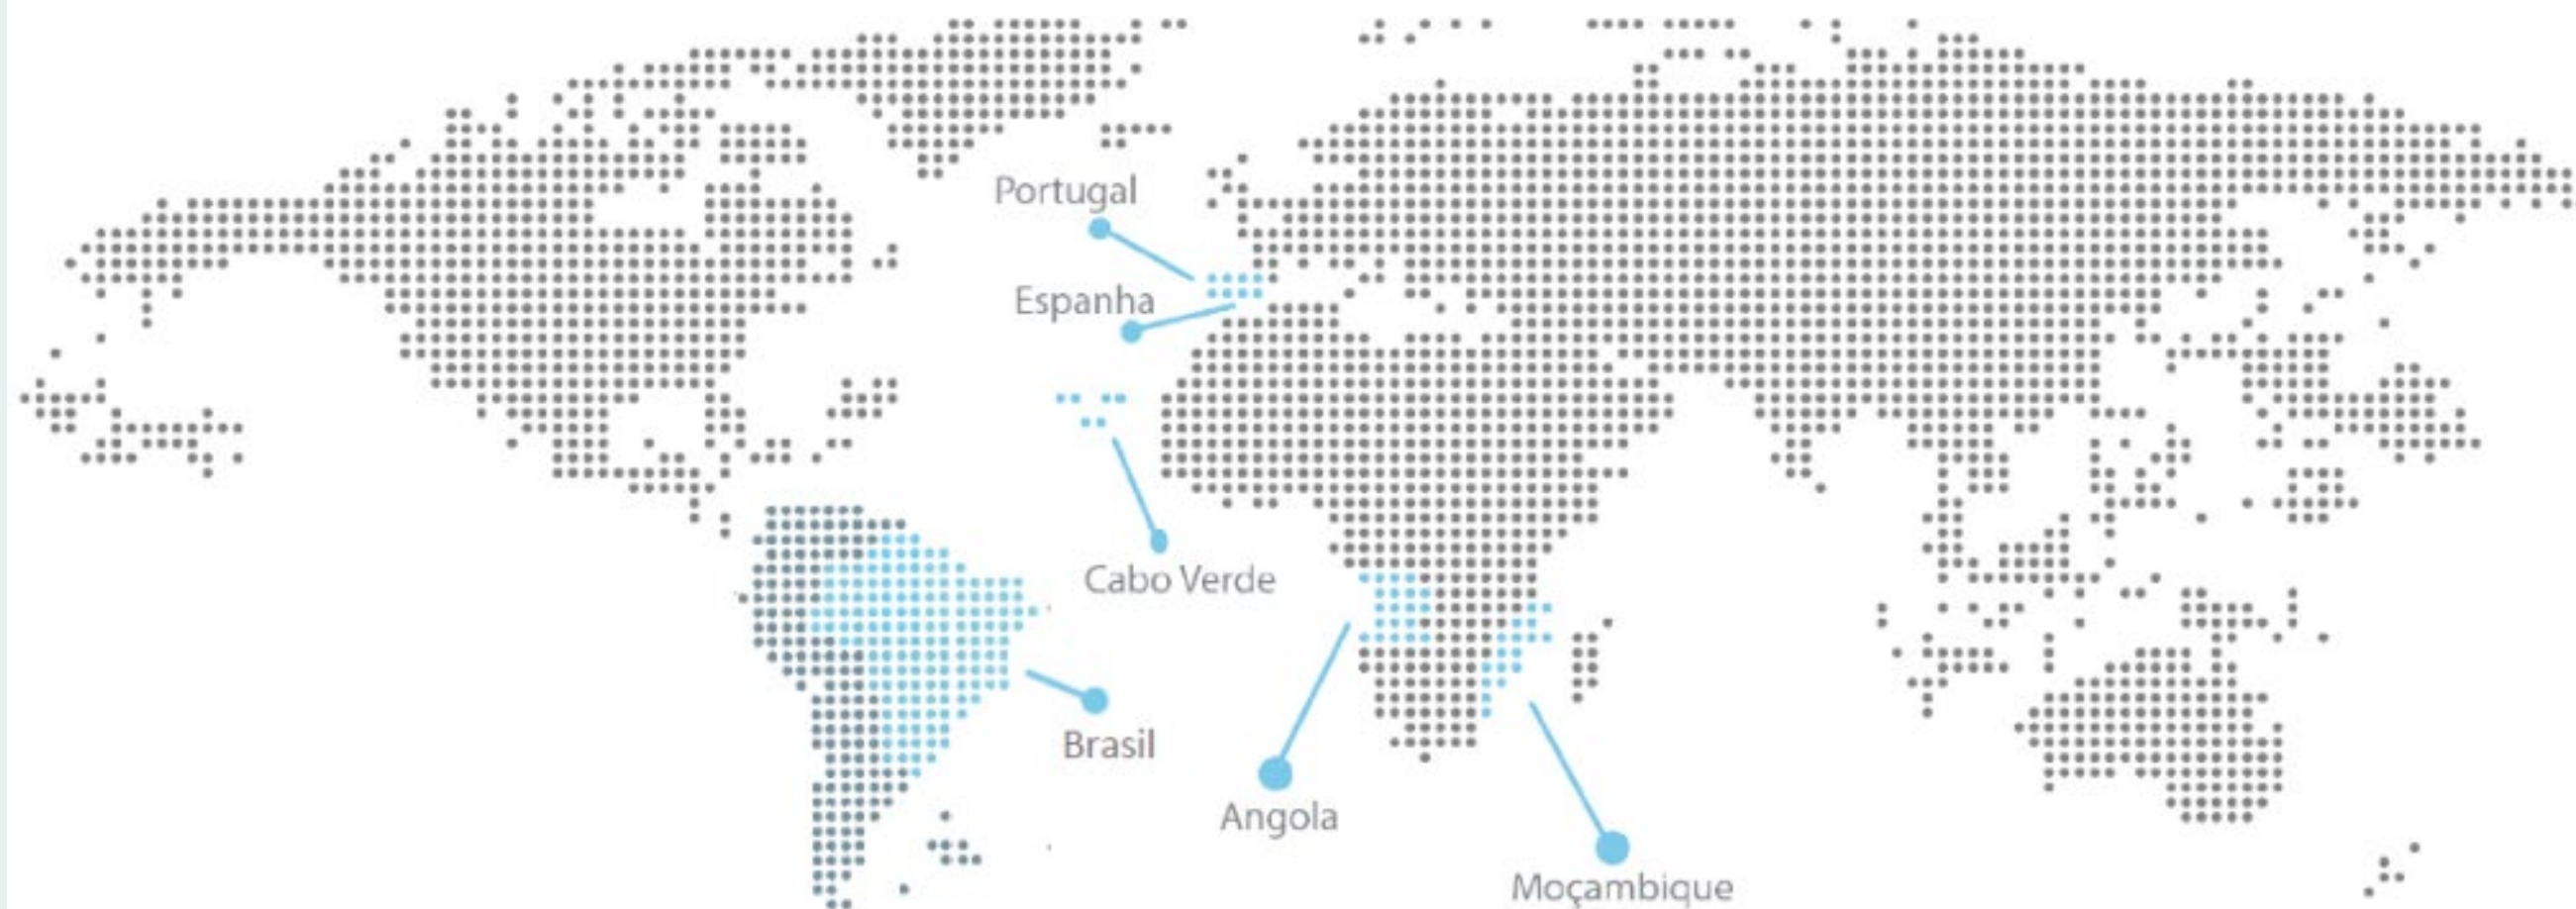 Portugal
Espanha
Cabo Verde
Brasil
Angola
Moçambique